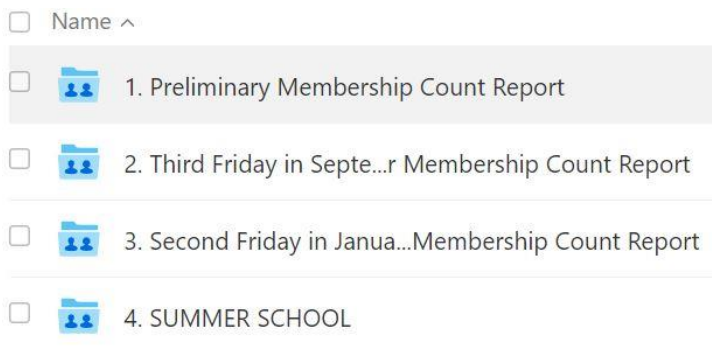 Name
1. Preliminary Membership Count Report
2. Third Friday in Septe...r Membership Count Report
3. Second Friday in Janua...Membership Count Report
4. SUMMER SCHOOL